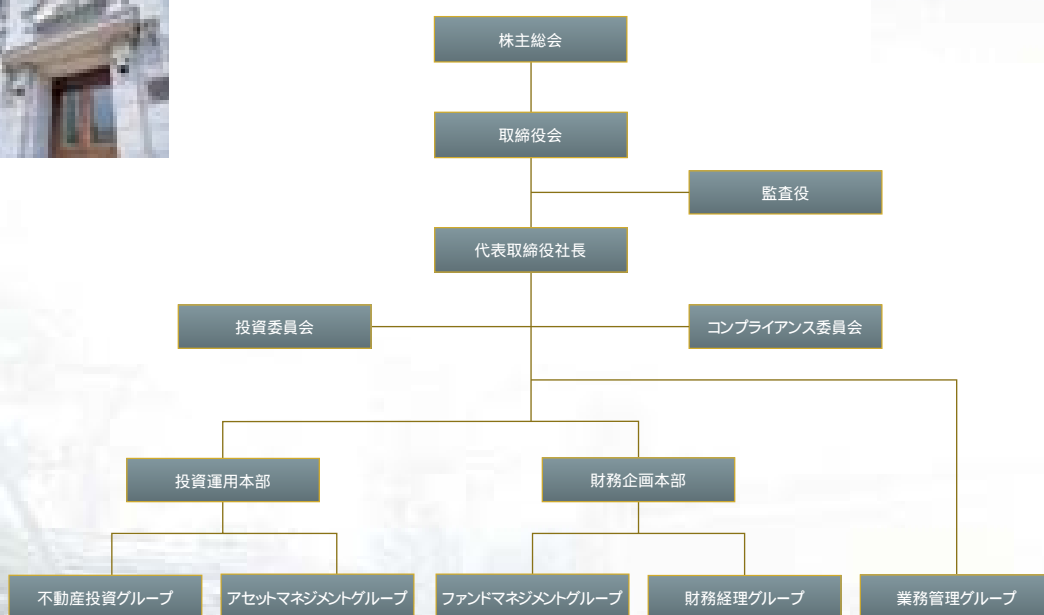 株主総会
取締役会
監査役
代表取締役社長
投資委員会
コンプライアンス委員会
投資運用本部
財務企画本部
不動産投資グループ
アセットマネジメントグループ
ファンドマネジメントグループ
財務経理グループ
業務管理グループ